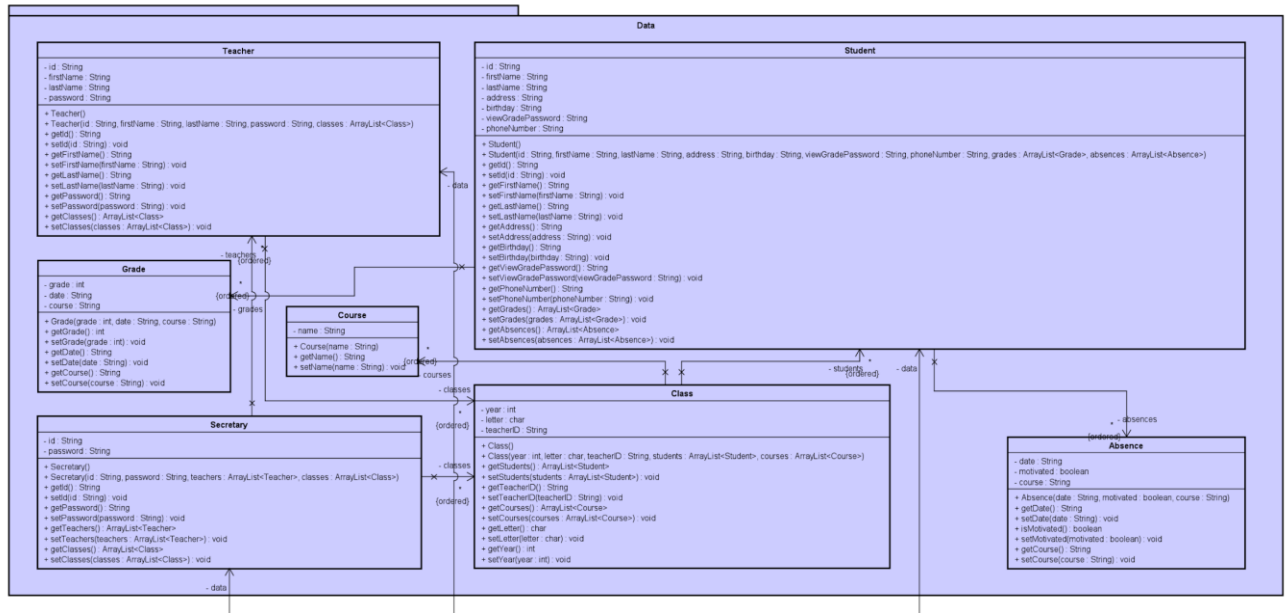 Data
Teacher
- id : String
- firstName : String
- lastName : String
- password : String
+ Teacher()
+ Teacher(id : String, firstName : String, lastName : String, password : String, classes : ArrayList<Class>)
+ getId() : String
+ setId(id : String) : void
+ getFirstName() : String
+ setFirstName(firstName : String) : void
+ getLastName() : String
+ setLastName(lastName : String) : void
+ getPassword() : String
+ setPassword(password : String) : void
+ getClasses() : ArrayList<Class>
+ setClasses(classes : ArrayList<Class>) : void
Student
- id : String
- firstName : String
- lastName : String
- address : String
- birthday : String
- viewGradePassword : String
- phoneNumber : String
+ Student()
+ Student(id : String, firstName : String, lastName : String, address : String, birthday : String, viewGradePassword : String, phoneNumber : String, grades : ArrayList<Grade>, absences : ArrayList<Absence>)
+ getId() : String
+ setId(id : String) : void
+ getFirstName() : String
+ setFirstName(firstName : String) : void
+ getLastName() : String
+ setLastName(lastName : String) : void
+ getAddress() : String
+ setAddress(address : String) : void
+ getBirthday() : String
+ setBirthday(birthday : String) : void
+ getViewGradePassword() : String
+ setViewGradePassword(viewGradePassword : String) : void
+ getPhoneNumber() : String
+ setPhoneNumber(phoneNumber : String) : void
+ getGrades() : ArrayList<Grade>
+ setGrades(grades : ArrayList<Grade>) : void
+ getAbsences() : ArrayList<Absence>
+ setAbsences(absences : ArrayList<Absence>) : void
- data
- teachers
*
{ordered}
Grade
- grade : int
- date : String
- course : String
+ Grade(grade : int, date : String, course : String)
+ getGrade() : int
+ setGrade(grade : int) : void
+ getDate() : String
+ setDate(date : String) : void
+ getCourse() : String
+ setCourse(course : String) : void
*
{ordered}
- grades
Course
- name : String
+ Course(name : String)
+ getName() : String
+ setName(name : String) : void
*
{ordered}
- courses
- students
*
{ordered}
- data
- classes
*
{ordered}
Class
- year : int
- letter : char
- teacherID : String
+ Class()
+ Class(year : int, letter : char, teacherID : String, students : ArrayList<Student>, courses : ArrayList<Course>)
+ getStudents() : ArrayList<Student>
+ setStudents(students : ArrayList<Student>) : void
+ getTeacherID() : String
+ setTeacherID(teacherID : String) : void
+ getCourses() : ArrayList<Course>
+ setCourses(courses : ArrayList<Course>) : void
+ getLetter() : char
+ setLetter(letter : char) : void
+ getYear() : int
+ setYear(year : int) : void
- absences
*
{ordered}
Absence
- date : String
- motivated : boolean
- course : String
+ Absence(date : String, motivated : boolean, course : String)
+ getDate() : String
+ setDate(date : String) : void
+ isMotivated() : boolean
+ setMotivated(motivated : boolean) : void
+ getCourse() : String
+ setCourse(course : String) : void
Secretary
- id : String
- password : String
+ Secretary()
+ Secretary(id : String, password : String, teachers : ArrayList<Teacher>, classes : ArrayList<Class>)
+ getId() : String
+ setId(id : String) : void
+ getPassword() : String
+ setPassword(password : String) : void
+ getTeachers() : ArrayList<Teacher>
+ setTeachers(teachers : ArrayList<Teacher>) : void
+ getClasses() : ArrayList<Class>
+ setClasses(classes : ArrayList<Class>) : void
- classes
*
{ordered}
- data